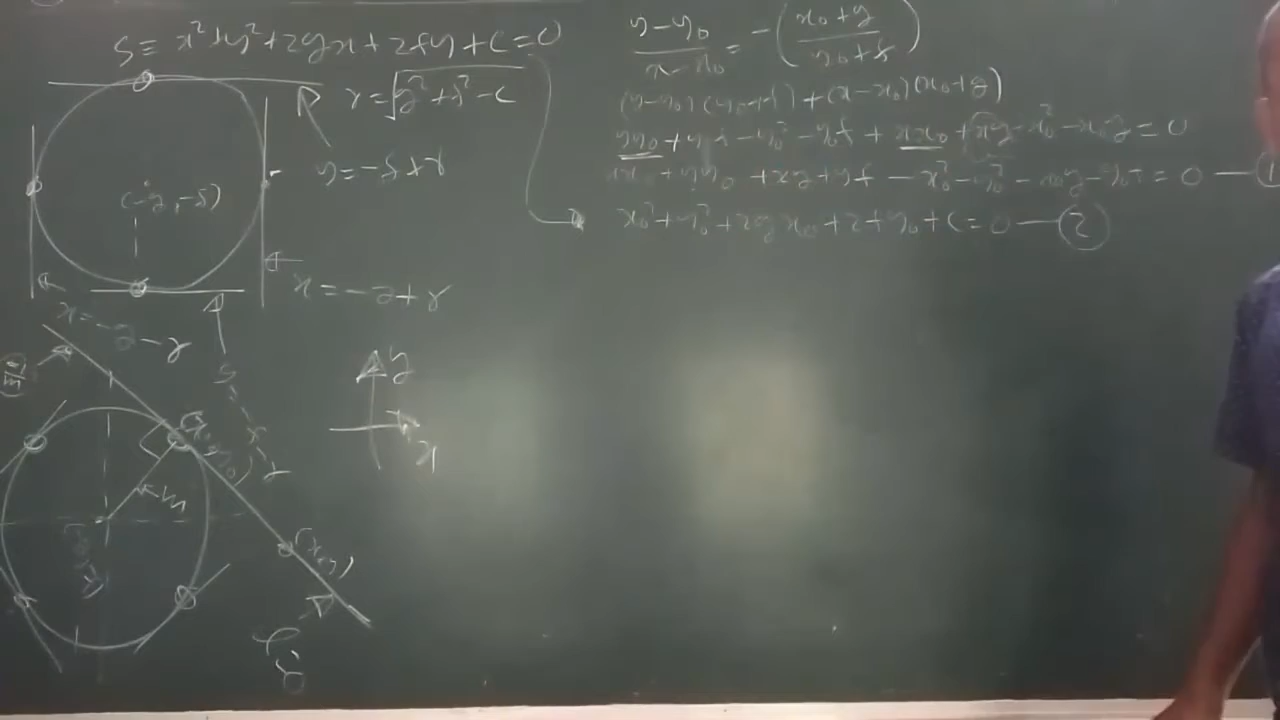 S ≡ x² + y² + 2gx + 2fy + c = 0
r = √(g² + f² - c)
y = -f + r
(-g, -f)
x = -g + r
x = -g - r
y
x
m
(x₀, y₀)
(x, y)
(y - y₀)/(x - x₀) = -((x₀ + g)/(y₀ + f))
(y - y₀)(y₀ + f) + (x - x₀)(x₀ + g)
yy₀ + yf - y₀² - y₀f + xx₀ + xg - x₀² - x₀g = 0
xx₀ + yy₀ + xg + yf - x₀² - y₀² - x₀g - y₀f = 0 — ①
x₀² + y₀² + 2gx₀ + 2fy₀ + c = 0 — ②